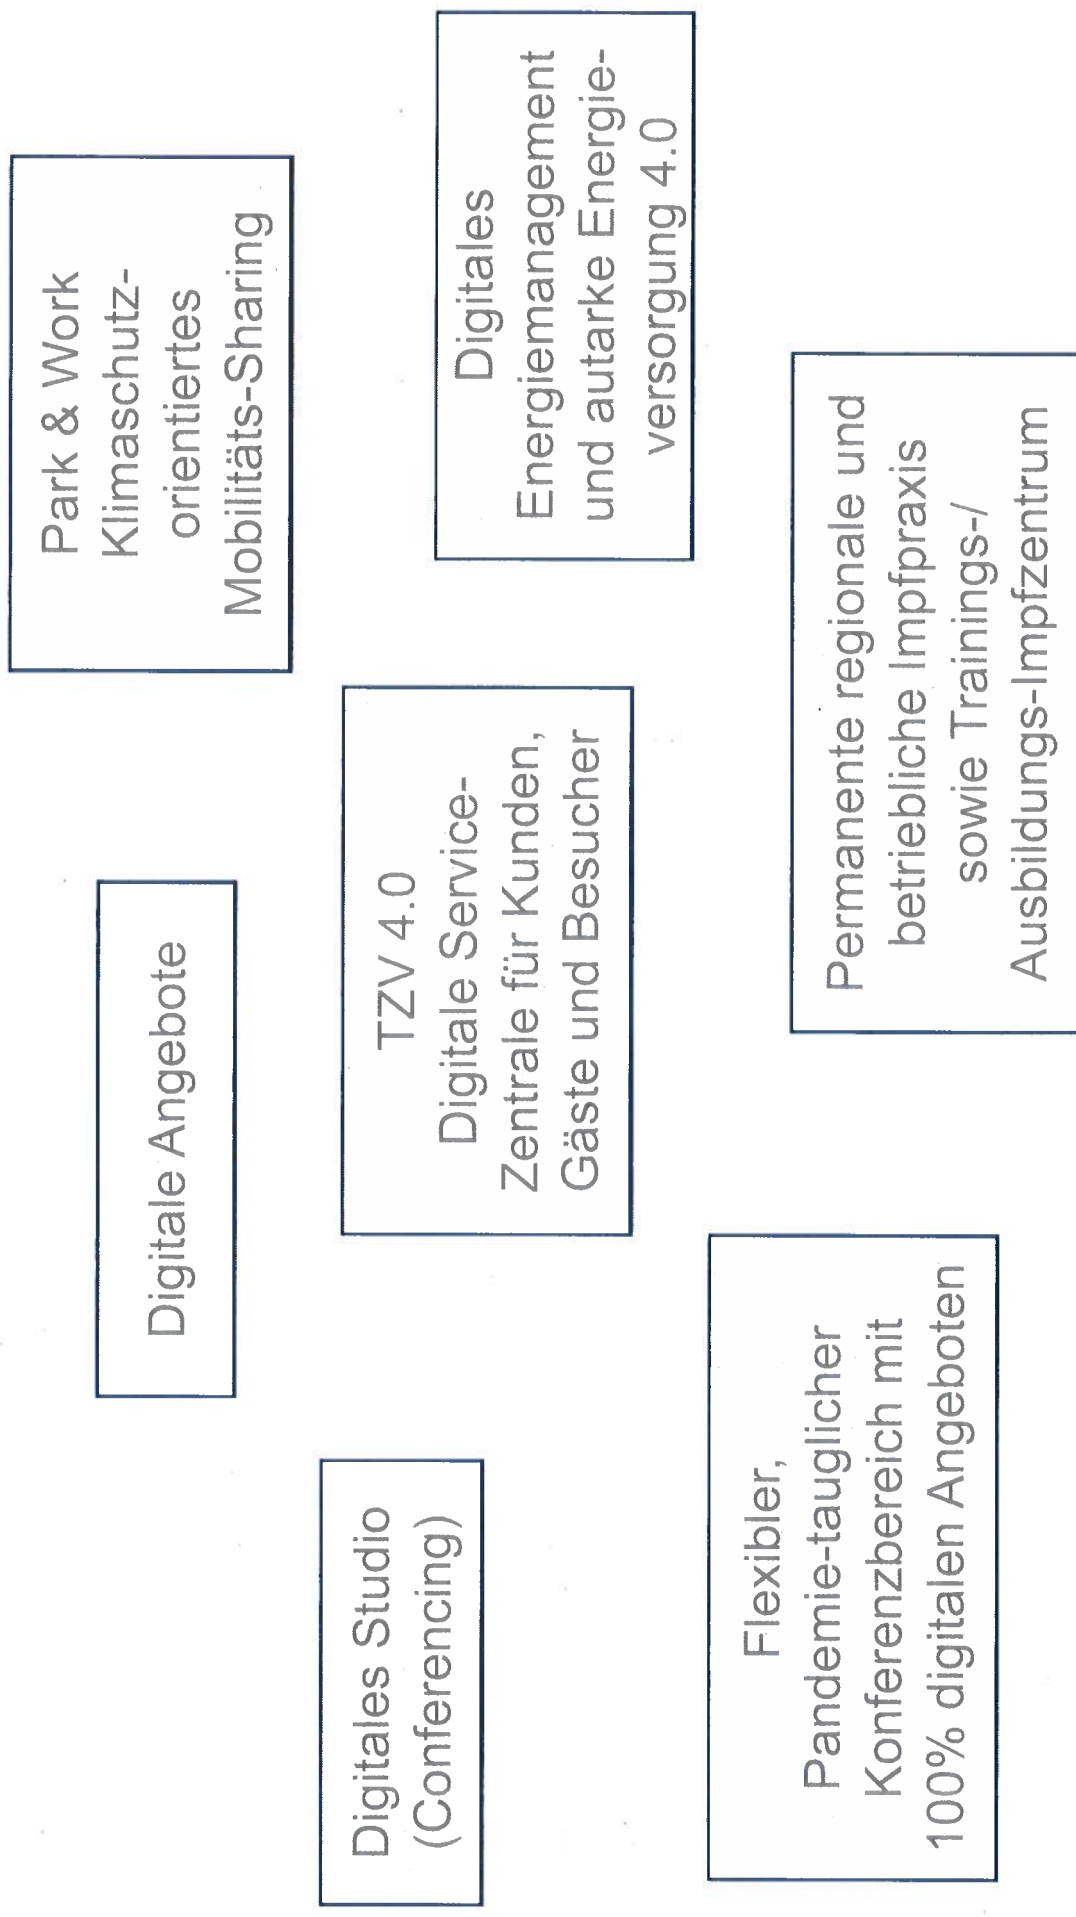 Digitale Angebote
Park & Work
Klimaschutz-
orientiertes
Mobilitäts-Sharing
Digitales Studio
(Conferencing)
TZV 4.0
Digitale Service-
Zentrale für Kunden,
Gäste und Besucher
Digitales
Energiemanagement
und autarke Energie-
versorgung 4.0
Flexibler,
Pandemie-tauglicher
Konferenzbereich mit
100% digitalen Angeboten
Permanente regionale und
betriebliche Impfpraxis
sowie Trainings-/
Ausbildungs-Impfzentrum